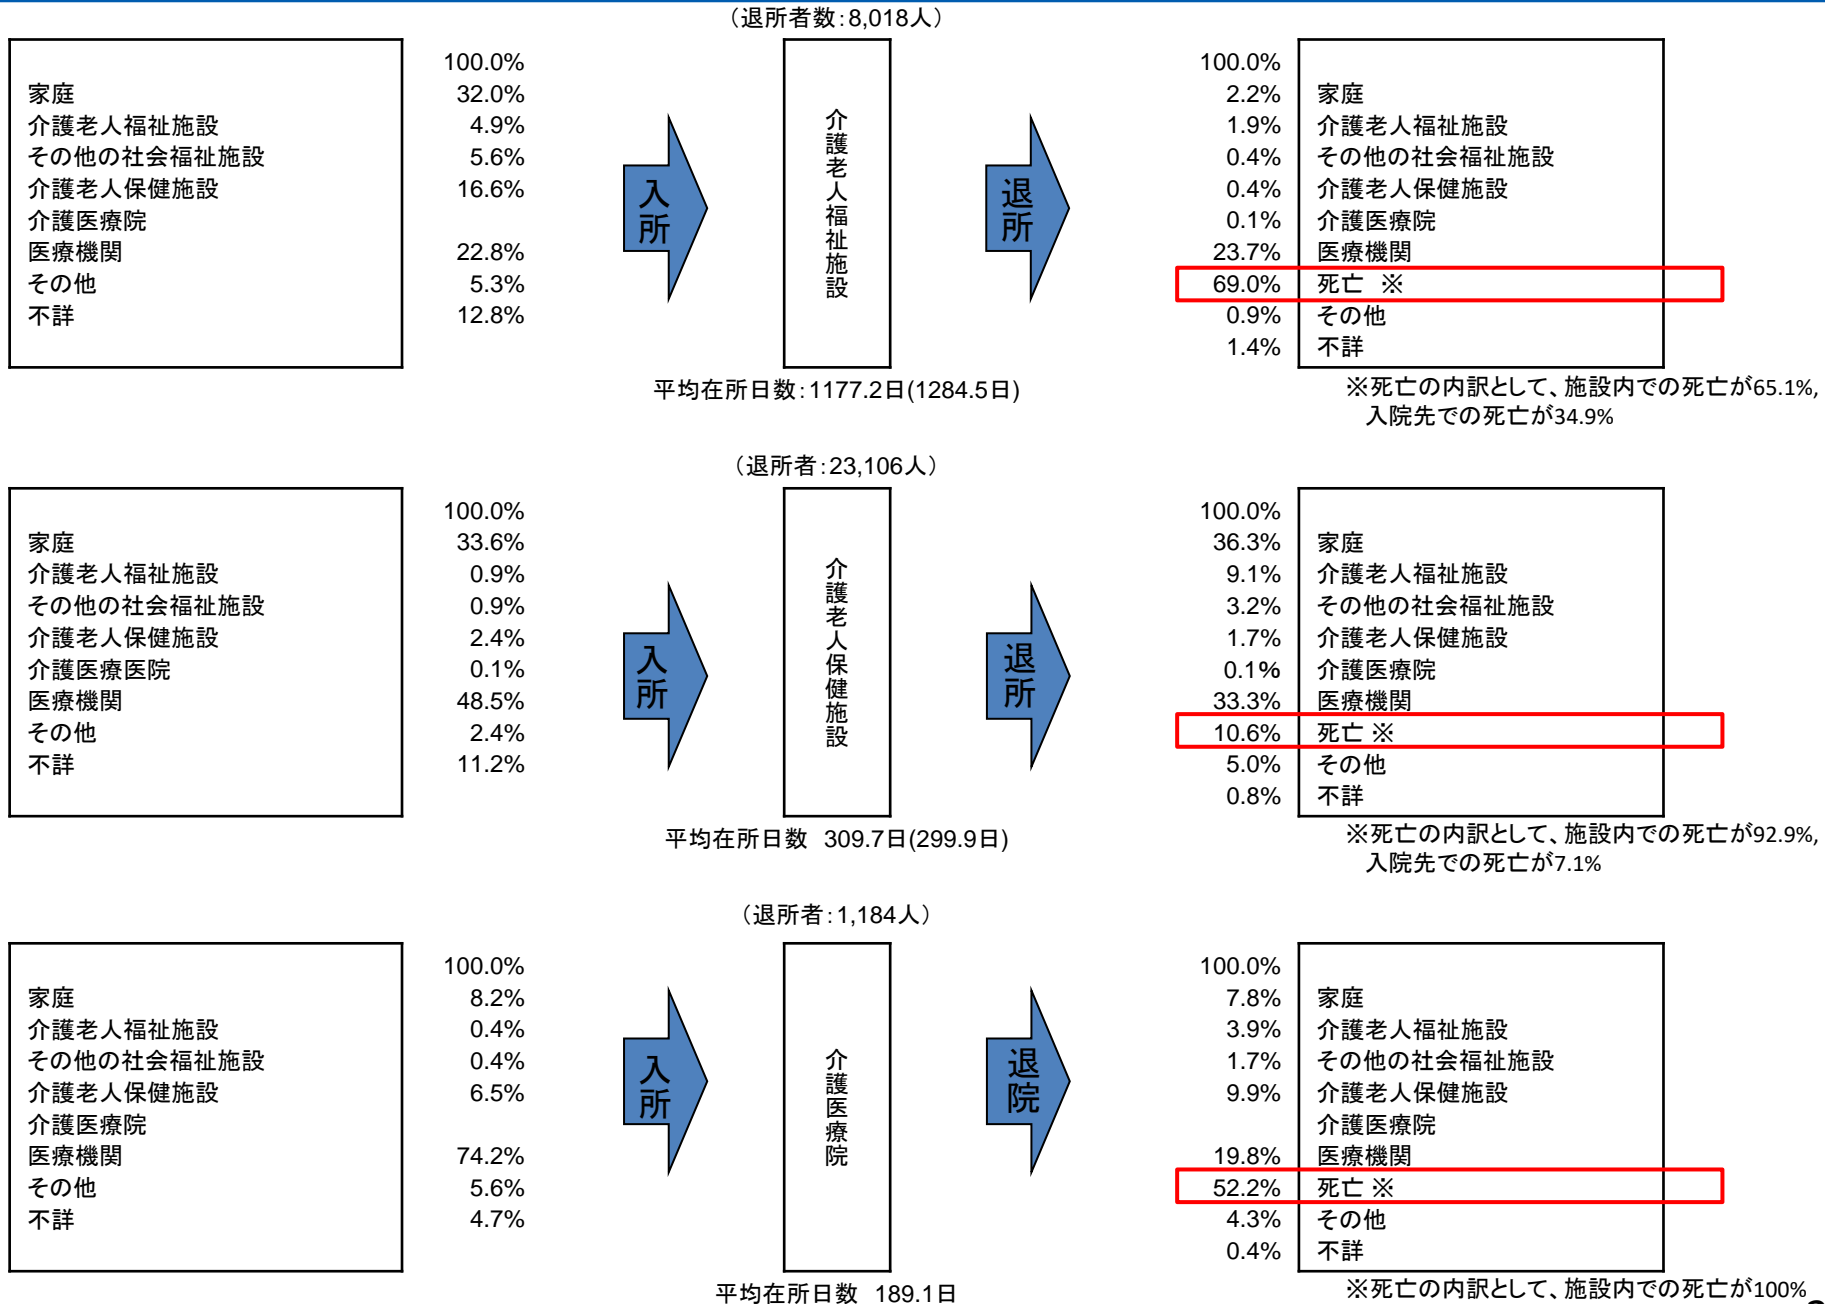 （退所者数：8,018人）
100.0%
家庭 32.0%
介護老人福祉施設 4.9%
その他の社会福祉施設 5.6%
介護老人保健施設 16.6%
介護医療院
医療機関 22.8%
その他 5.3%
不詳 12.8%
入所
介護老人福祉施設
退所
100.0%
2.2% 家庭
1.9% 介護老人福祉施設
0.4% その他の社会福祉施設
0.4% 介護老人保健施設
0.1% 介護医療院
23.7% 医療機関
69.0% 死亡 ※
0.9% その他
1.4% 不詳
平均在所日数：1177.2日(1284.5日)
※死亡の内訳として、施設内での死亡が65.1%,
入院先での死亡が34.9%
（退所者：23,106人）
100.0%
家庭 33.6%
介護老人福祉施設 0.9%
その他の社会福祉施設 0.9%
介護老人保健施設 2.4%
介護医療医院 0.1%
医療機関 48.5%
その他 2.4%
不詳 11.2%
入所
介護老人保健施設
退所
100.0%
36.3% 家庭
9.1% 介護老人福祉施設
3.2% その他の社会福祉施設
1.7% 介護老人保健施設
0.1% 介護医療院
33.3% 医療機関
10.6% 死亡 ※
5.0% その他
0.8% 不詳
平均在所日数 309.7日(299.9日)
※死亡の内訳として、施設内での死亡が92.9%,
入院先での死亡が7.1%
（退所者：1,184人）
100.0%
家庭 8.2%
介護老人福祉施設 0.4%
その他の社会福祉施設 0.4%
介護老人保健施設 6.5%
介護医療院
医療機関 74.2%
その他 5.6%
不詳 4.7%
入所
介護医療院
退院
100.0%
7.8% 家庭
3.9% 介護老人福祉施設
1.7% その他の社会福祉施設
9.9% 介護老人保健施設
介護医療院
19.8% 医療機関
52.2% 死亡 ※
4.3% その他
0.4% 不詳
平均在所日数 189.1日
※死亡の内訳として、施設内での死亡が100%